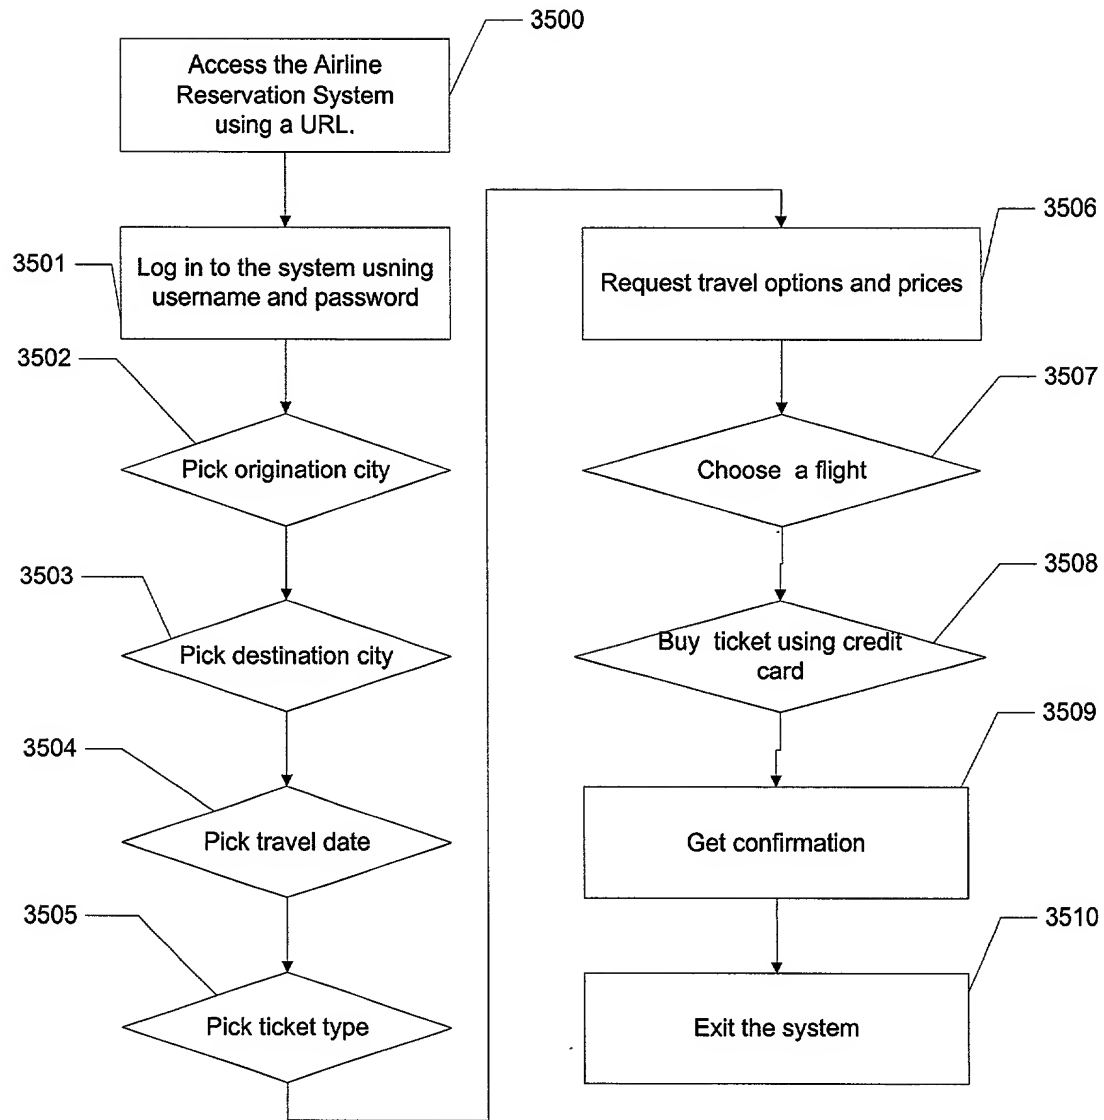 3500
Access the Airline
Reservation System
using a URL.
3501
Log in to the system usning
username and password
3502
Pick origination city
3503
Pick destination city
3504
Pick travel date
3505
Pick ticket type
3506
Request travel options and prices
3507
Choose a flight
3508
Buy ticket using credit
card
3509
Get confirmation
3510
Exit the system